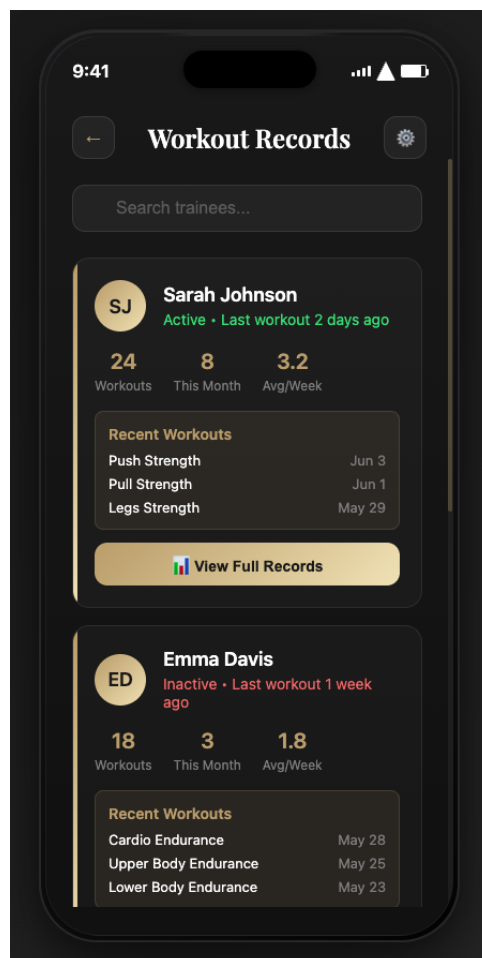 9:41
← Workout Records
Search trainees...
SJ
Sarah Johnson
Active • Last workout 2 days ago
24 8 3.2
Workouts This Month Avg/Week
Recent Workouts
Push Strength Jun 3
Pull Strength Jun 1
Legs Strength May 29
View Full Records
ED
Emma Davis
Inactive • Last workout 1 week
ago
18 3 1.8
Workouts This Month Avg/Week
Recent Workouts
Cardio Endurance May 28
Upper Body Endurance May 25
Lower Body Endurance May 23